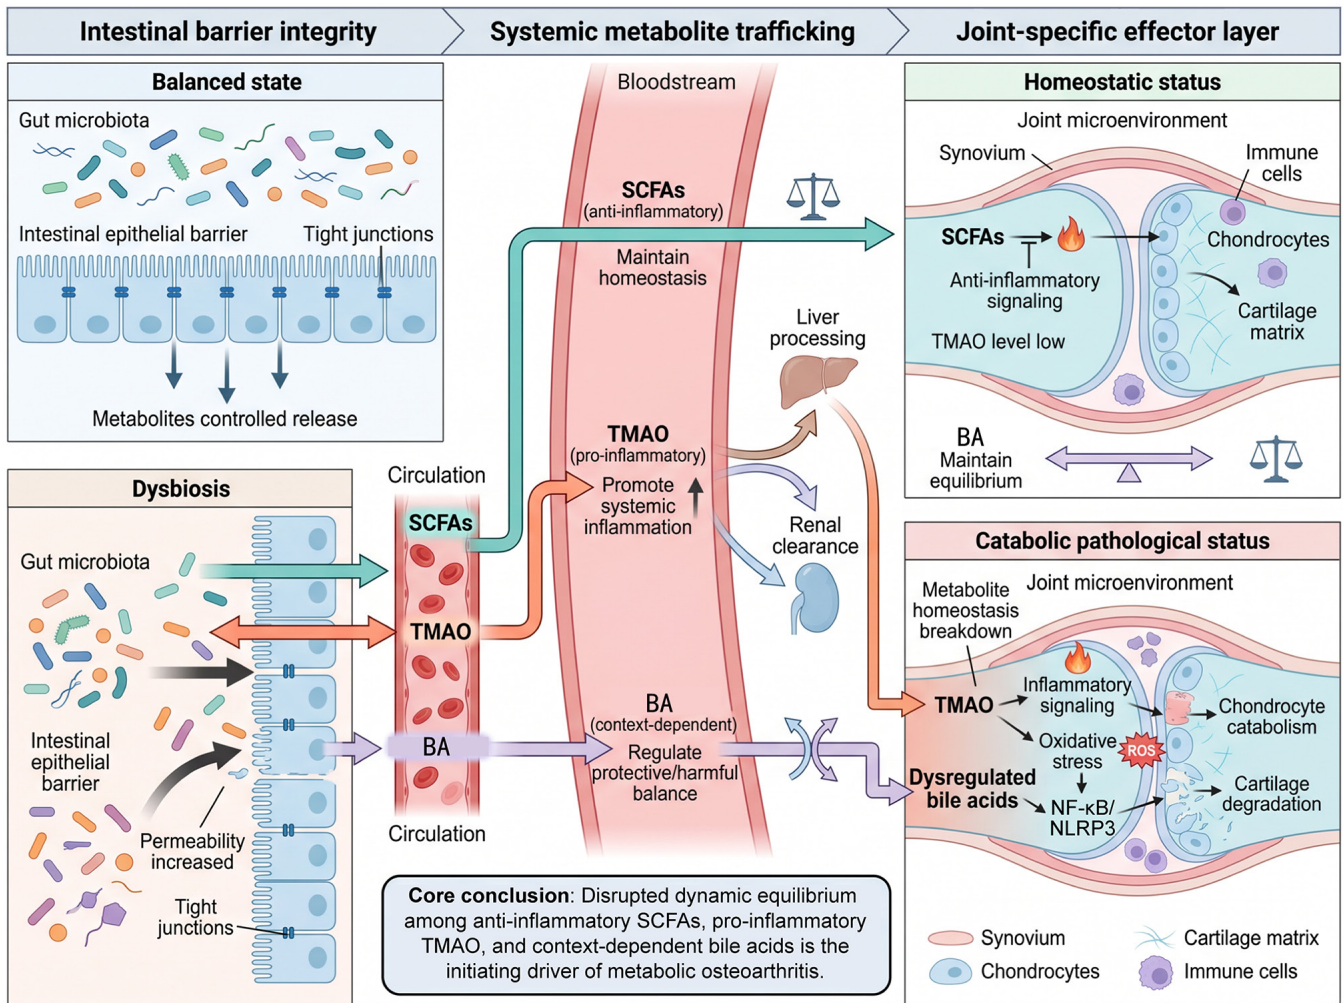 Intestinal barrier integrity
Systemic metabolite trafficking
Joint-specific effector layer
Balanced state
Gut microbiota
Intestinal epithelial barrier
Tight junctions
Metabolites controlled release
Dysbiosis
Gut microbiota
Intestinal
epithelial
barrier
Permeability
increased
Tight
junctions
Circulation
SCFAs
TMAO
BA
Circulation
Bloodstream
SCFAs
(anti-inflammatory)
Maintain
homeostasis
Liver
processing
TMAO
(pro-inflammatory)
Promote
systemic
inflammation
Renal
clearance
BA
(context-dependent)
Regulate
protective/harmful
balance
Core conclusion: Disrupted dynamic equilibrium
among anti-inflammatory SCFAs, pro-inflammatory
TMAO, and context-dependent bile acids is the
initiating driver of metabolic osteoarthritis.
Homeostatic status
Joint microenvironment
Synovium
Immune
cells
SCFAs
Chondrocytes
Anti-inflammatory
signaling
Cartilage
matrix
TMAO level low
BA
Maintain
equilibrium
Catabolic pathological status
Metabolite
homeostasis
breakdown
Joint microenvironment
TMAO
Inflammatory
signaling
Chondrocyte
catabolism
Oxidative
stress
ROS
Dysregulated
bile acids
NF-κB/
NLRP3
Cartilage
degradation
Synovium
Cartilage matrix
Chondrocytes
Immune cells